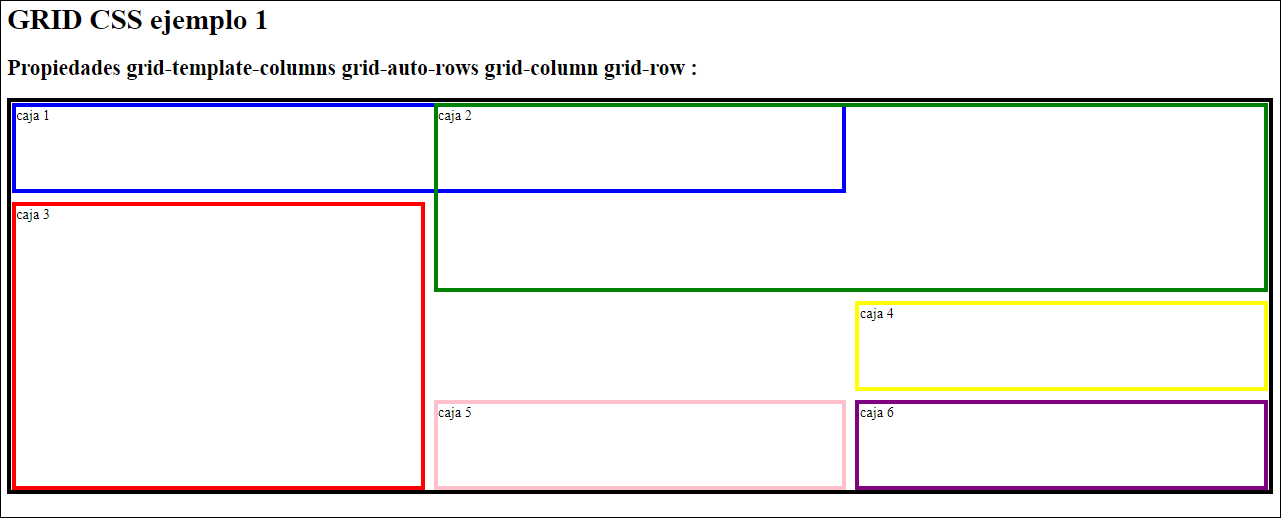 GRID CSS ejemplo 1
Propiedades grid-template-columns grid-auto-rows grid-column grid-row :
caja 1
caja 2
caja 3
caja 4
caja 5
caja 6